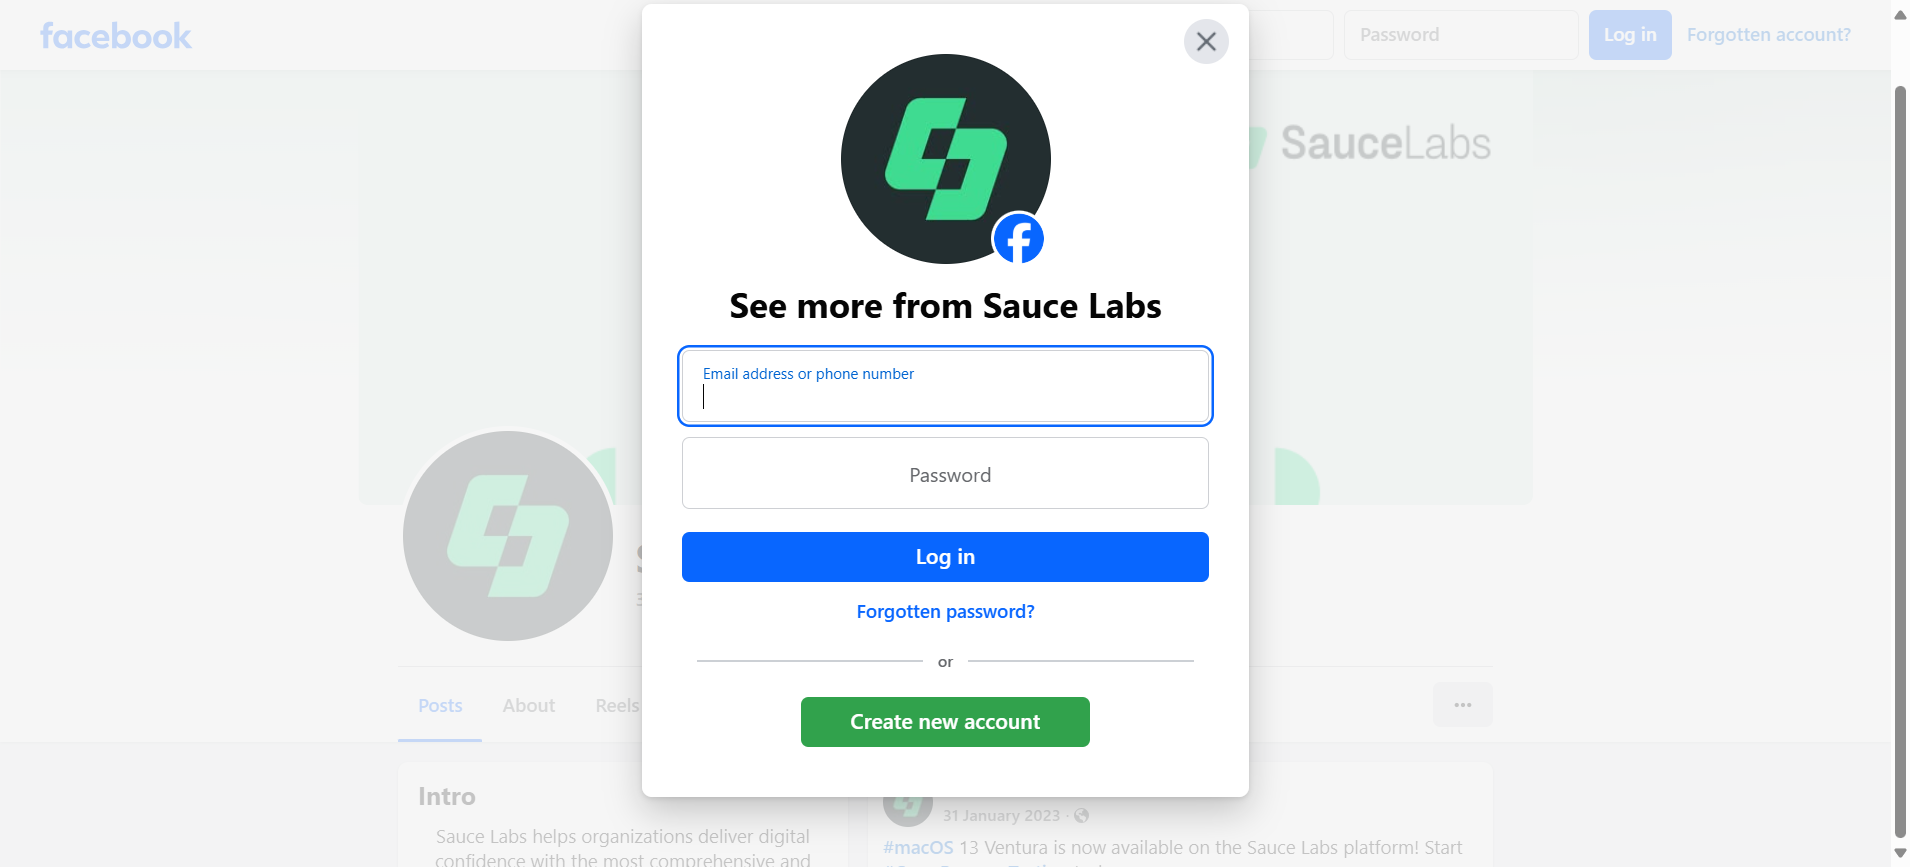 facebook
Password
Log in
Forgotten account?
SauceLabs
See more from Sauce Labs
Email address or phone number
Password
Log in
Forgotten password?
or
Create new account
Posts
About
Reels
Intro
Sauce Labs helps organizations deliver digital
confidence with the most comprehensive and
31 January 2023 ·
#macOS 13 Ventura is now available on the Sauce Labs platform! Start